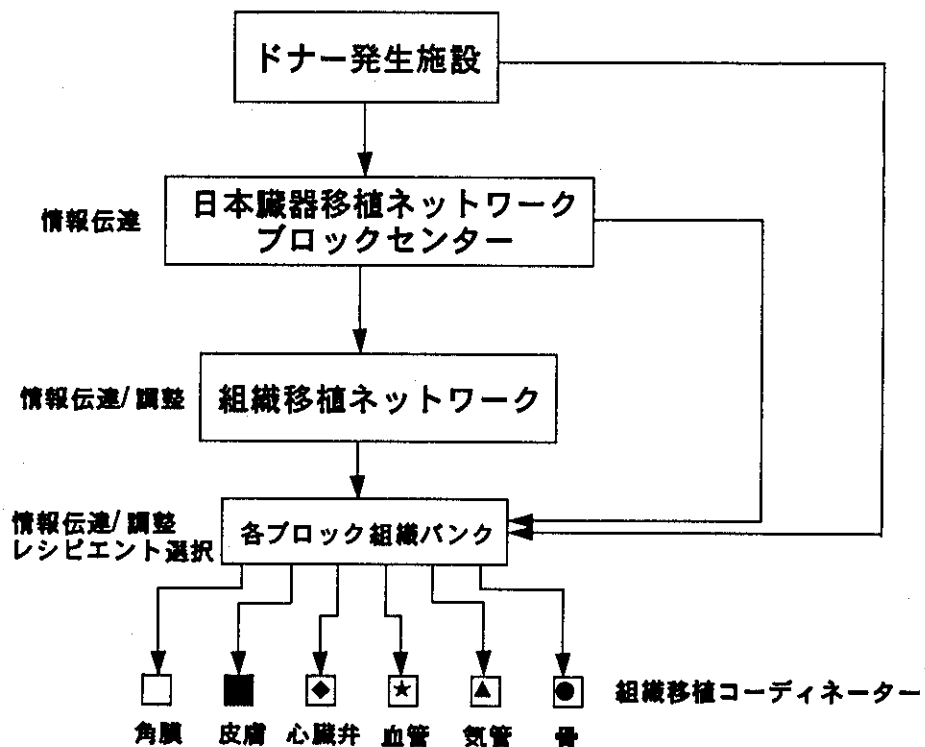 ドナー発生施設
情報伝達
日本臓器移植ネットワーク
ブロックセンター
情報伝達/調整
組織移植ネットワーク
情報伝達/調整
レシピエント選択
各ブロック組織バンク
組織移植コーディネーター
角膜 皮膚 心臓弁 血管 気管 骨